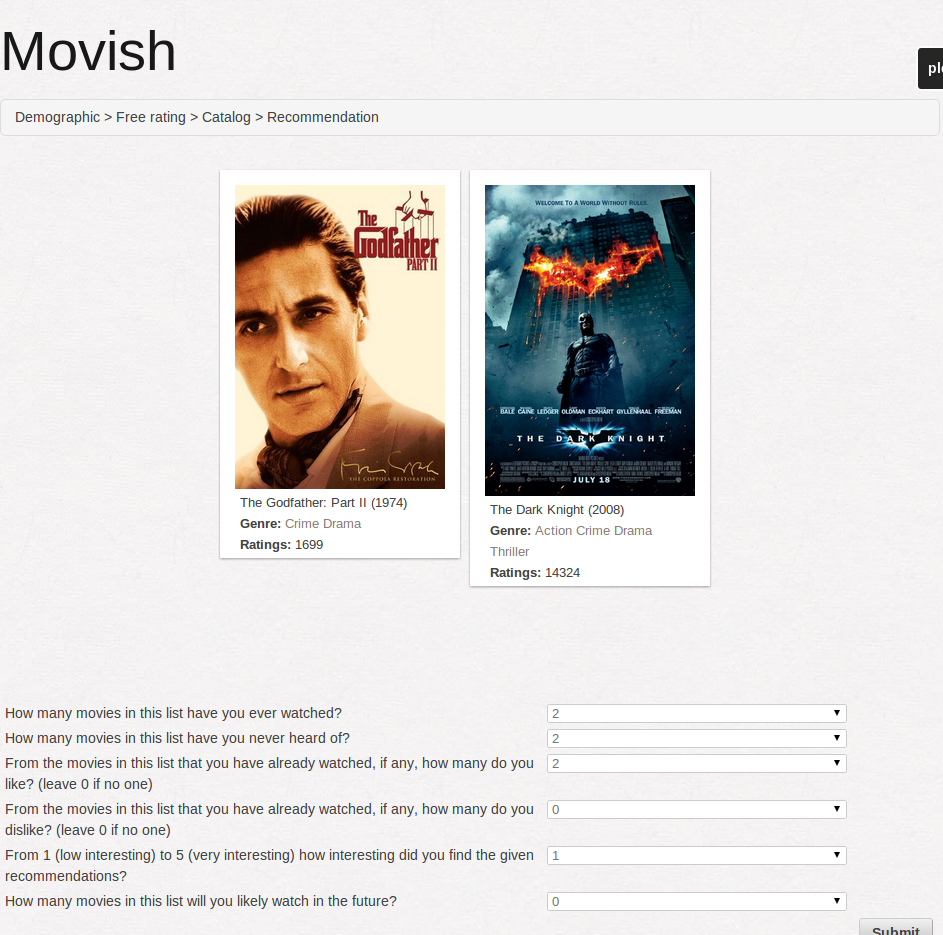 Movish
Demographic > Free rating > Catalog > Recommendation
The
Godfather
PART II
THE COPPOLA RESTORATION
The Godfather: Part II (1974)
Genre: Crime Drama
Ratings: 1699
WELCOME TO A WORLD WITHOUT RULES.
BALE CAINE LEDGER OLDMAN ECKHART GYLLENHAAL FREEMAN
THE DARK KNIGHT
JULY 18
The Dark Knight (2008)
Genre: Action Crime Drama
Thriller
Ratings: 14324
How many movies in this list have you ever watched? 2
How many movies in this list have you never heard of? 2
From the movies in this list that you have already watched, if any, how many do you 2
like? (leave 0 if no one)
From the movies in this list that you have already watched, if any, how many do you 0
dislike? (leave 0 if no one)
From 1 (low interesting) to 5 (very interesting) how interesting did you find the given 1
recommendations?
How many movies in this list will you likely watch in the future? 0
Submit